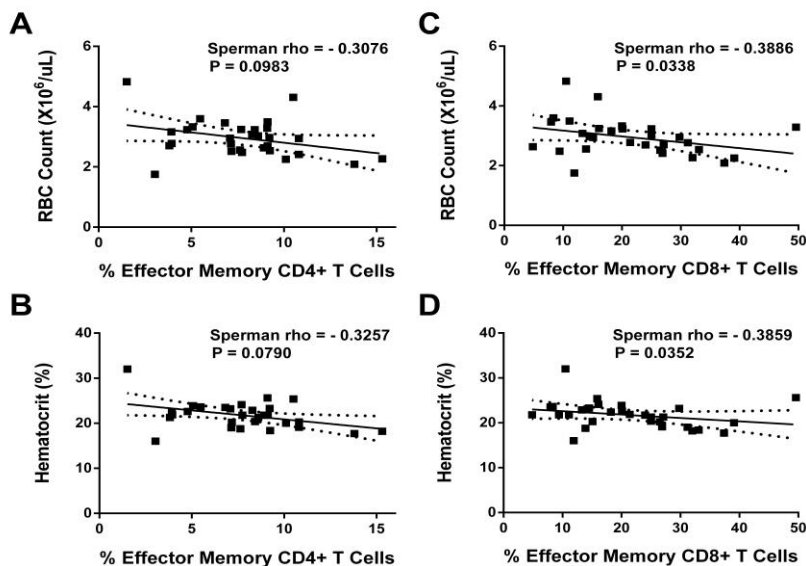 A
Sperman rho = - 0.3076
P = 0.0983
RBC Count (X10⁶/uL)
6
4
2
0
0 5 10 15
% Effector Memory CD4+ T Cells
C
Sperman rho = - 0.3886
P = 0.0338
RBC Count (X10⁶/uL)
6
4
2
0
0 10 20 30 40 50
% Effector Memory CD8+ T Cells
B
Sperman rho = - 0.3257
P = 0.0790
Hematocrit (%)
40
30
20
10
0
0 5 10 15
% Effector Memory CD4+ T Cells
D
Sperman rho = - 0.3859
P = 0.0352
Hematocrit (%)
40
30
20
10
0
0 10 20 30 40 50
% Effector Memory CD8+ T Cells